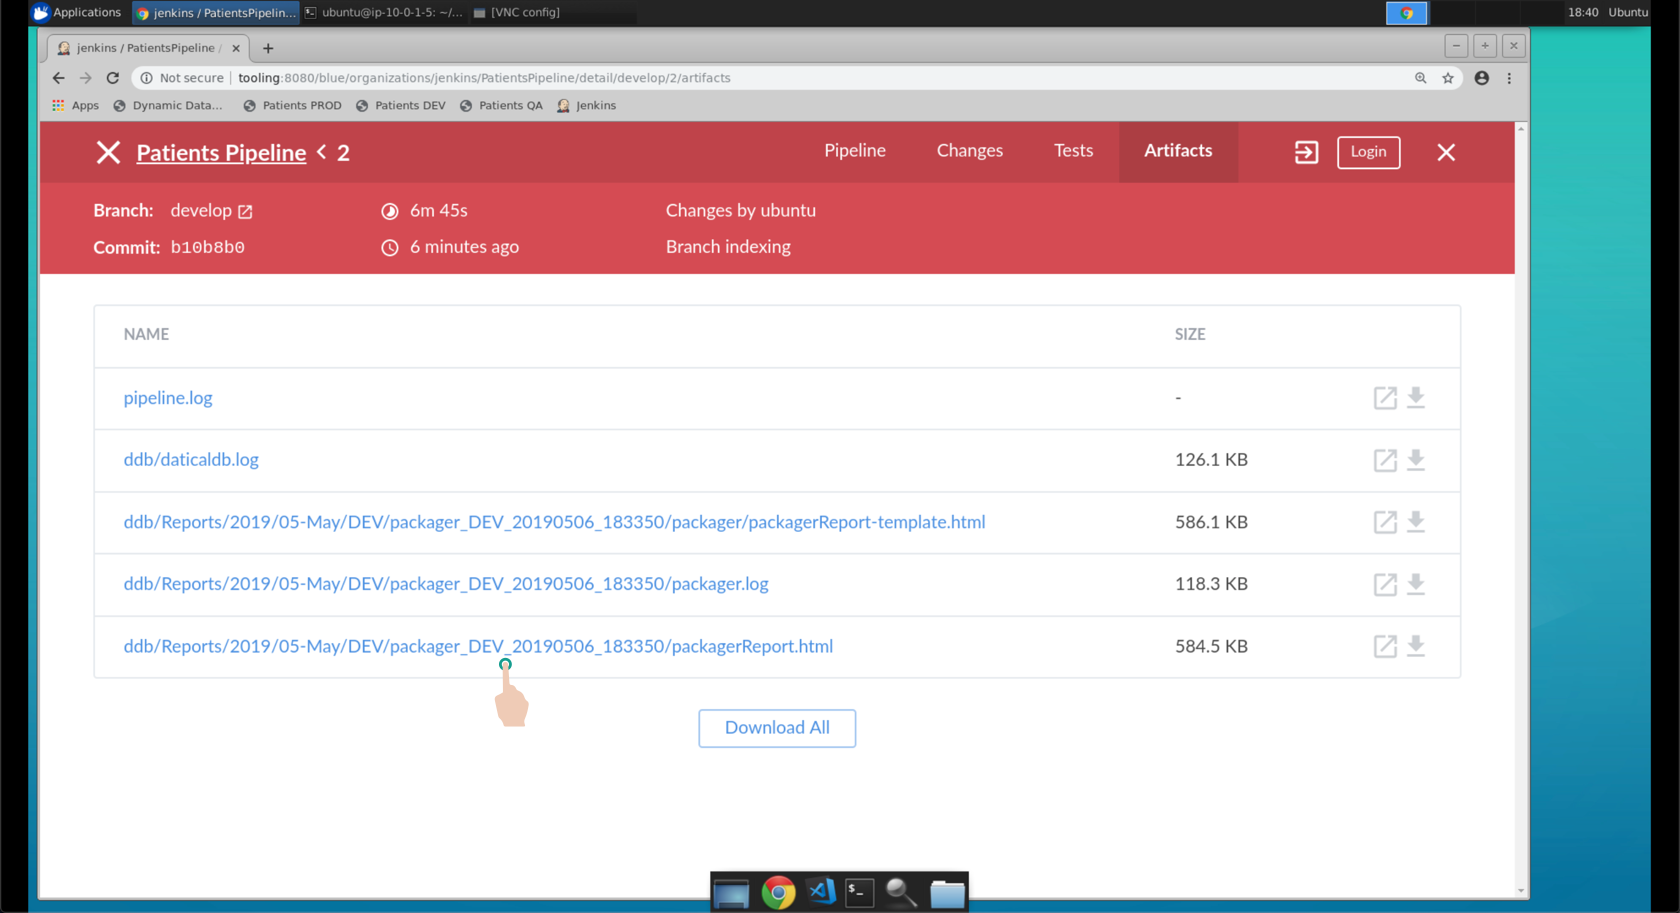 Applications jenkins / PatientsPipelin... ubuntu@ip-10-0-1-5: ~/... [VNC config] 18:40 Ubuntu
jenkins / PatientsPipeline /
Not secure | tooling:8080/blue/organizations/jenkins/PatientsPipeline/detail/develop/2/artifacts
Apps Dynamic Data... Patients PROD Patients DEV Patients QA Jenkins
Patients Pipeline < 2 Pipeline Changes Tests Artifacts Login
Branch: develop 6m 45s Changes by ubuntu
Commit: b10b8b0 6 minutes ago Branch indexing
NAME SIZE
pipeline.log -
ddb/daticaldb.log 126.1 KB
ddb/Reports/2019/05-May/DEV/packager_DEV_20190506_183350/packager/packagerReport-template.html 586.1 KB
ddb/Reports/2019/05-May/DEV/packager_DEV_20190506_183350/packager.log 118.3 KB
ddb/Reports/2019/05-May/DEV/packager_DEV_20190506_183350/packagerReport.html 584.5 KB
Download All